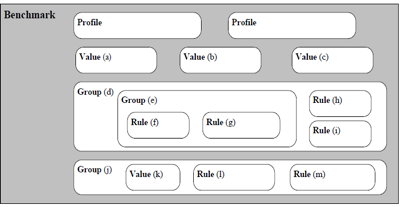 Benchmark
Profile
Profile
Value (a)
Value (b)
Value (c)
Group (d)
Group (e)
Rule (f)
Rule (g)
Rule (h)
Rule (i)
Group (j)
Value (k)
Rule (l)
Rule (m)